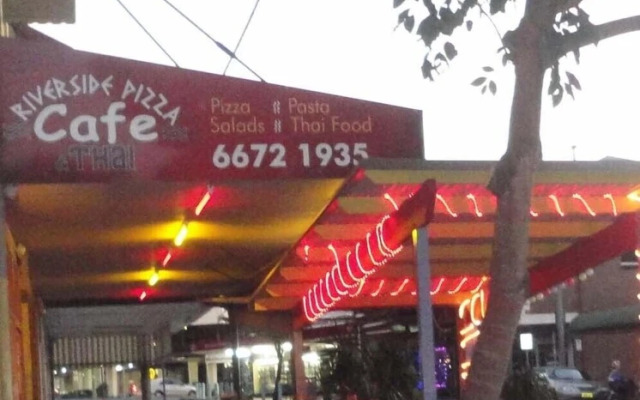 RIVERSIDE PIZZA
Cafe
& THAI
Pizza :: Pasta
Salads :: Thai Food
6672 1935